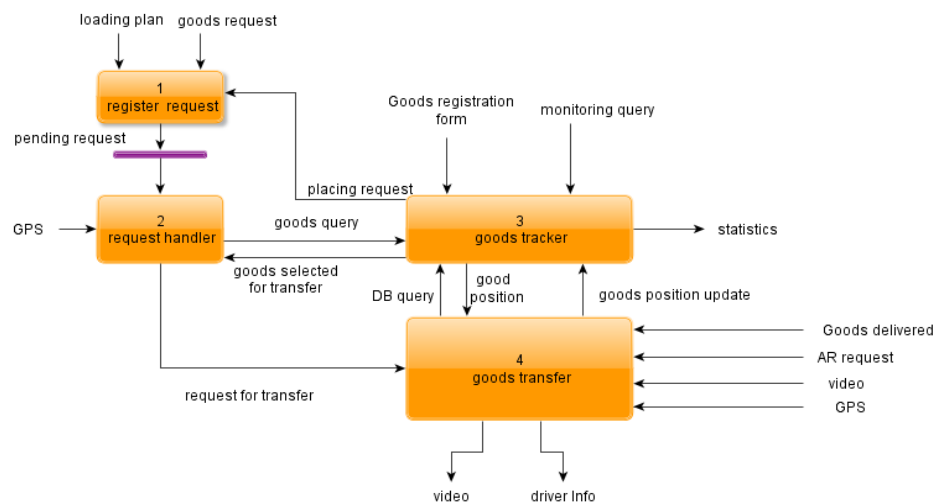 loading plan
goods request
1
register request
Goods registration
form
monitoring query
pending request
placing request
2
request handler
GPS
goods query
3
goods tracker
statistics
goods selected
for transfer
DB query
good
position
goods position update
4
goods transfer
Goods delivered
AR request
video
GPS
request for transfer
video
driver Info